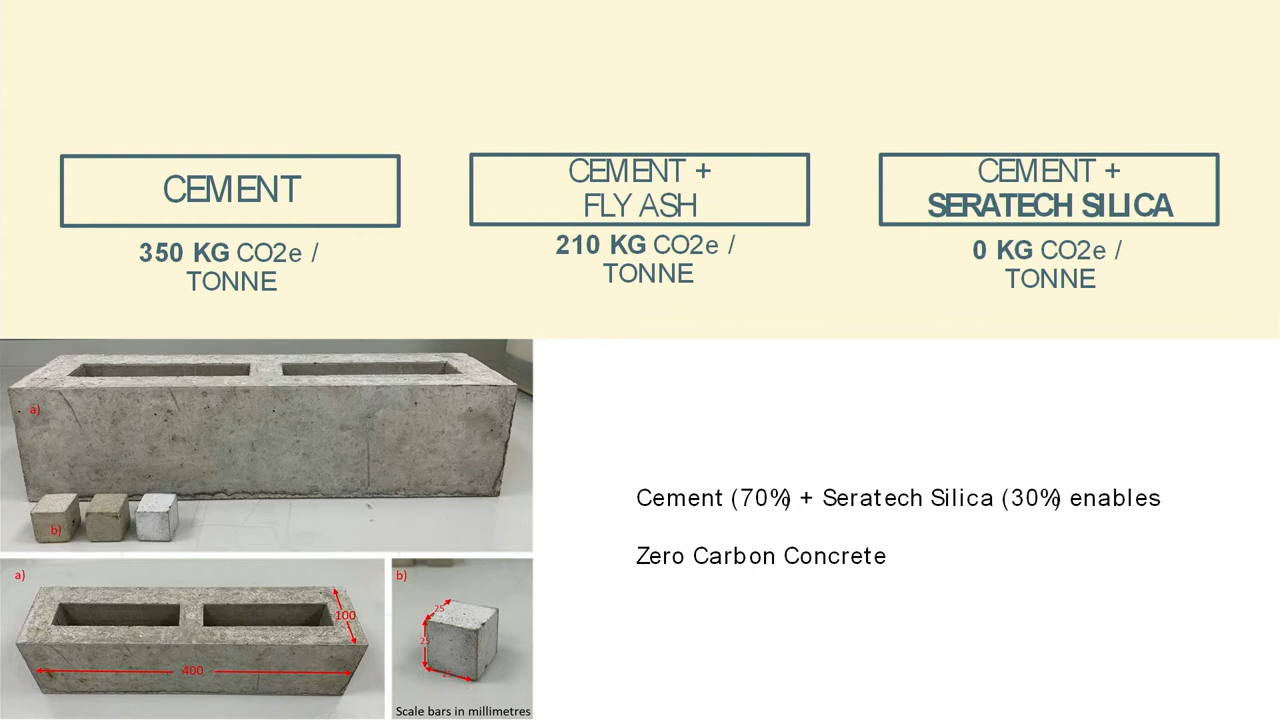 CEMENT
350 KG CO2e /
TONNE
CEMENT +
FLY ASH
210 KG CO2e /
TONNE
CEMENT +
SERATECH SILICA
0 KG CO2e /
TONNE
a)
b)
a)
100
400
b)
25
25
25
Scale bars in millimetres
Cement (70%) + Seratech Silica (30%) enables
Zero Carbon Concrete